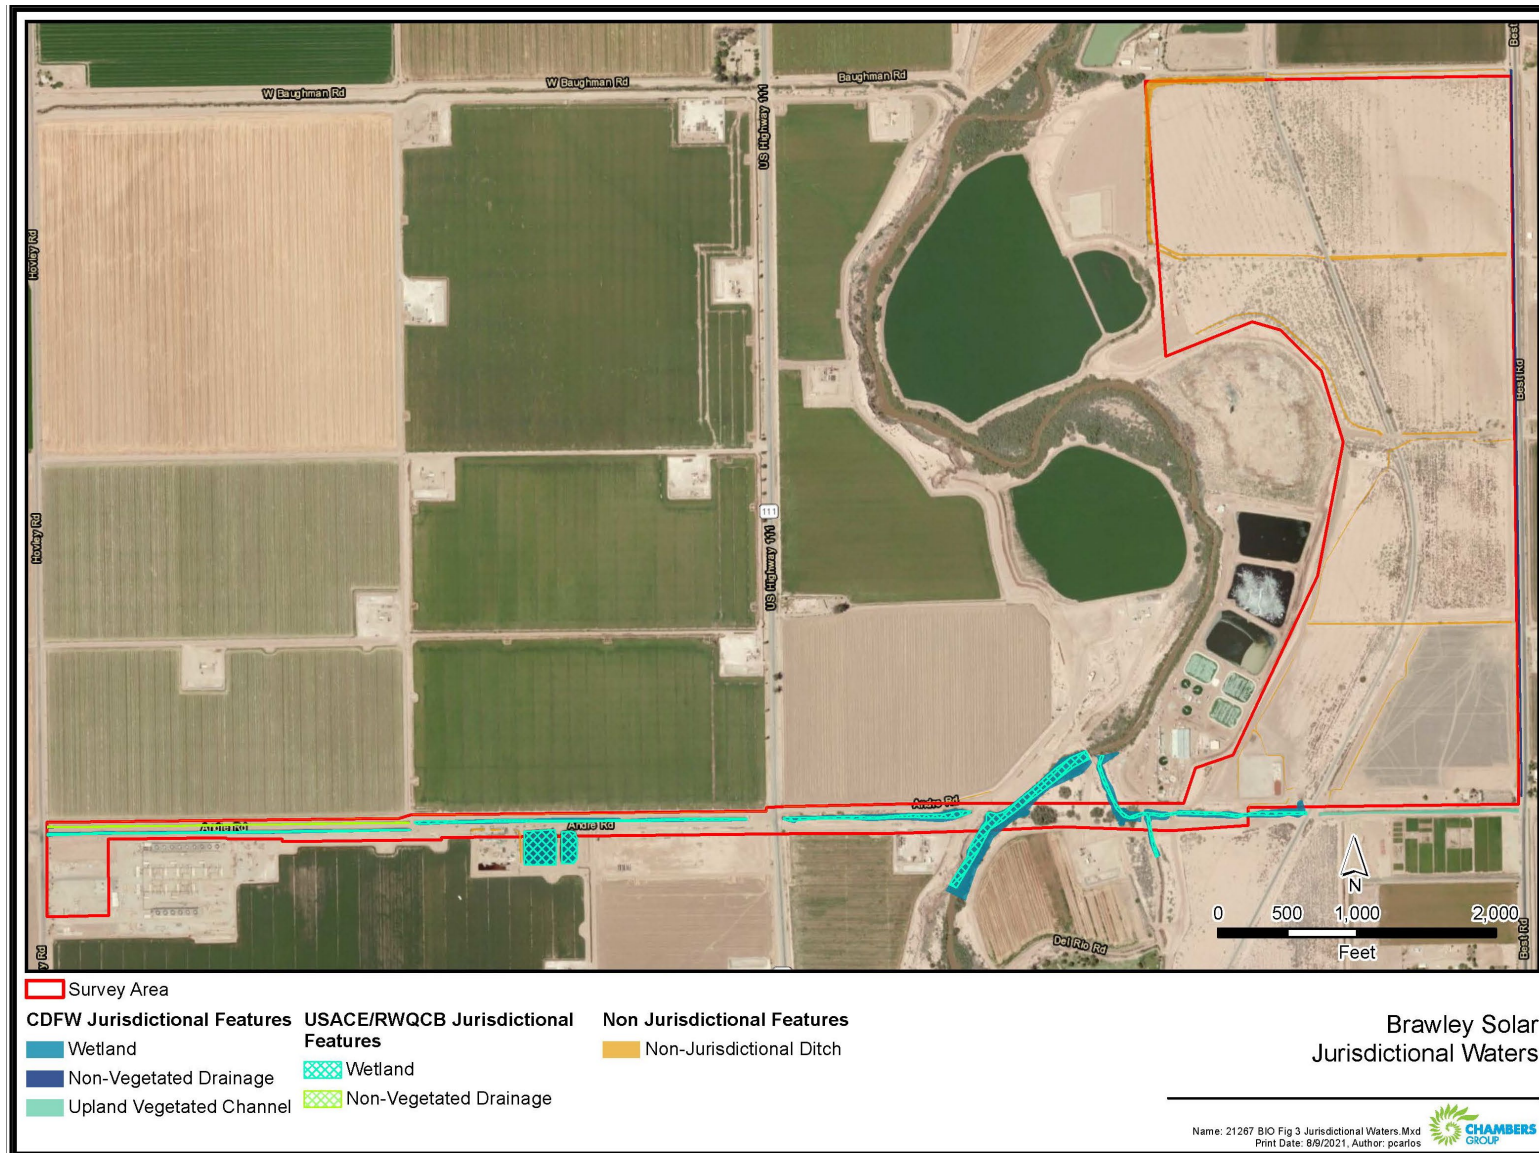 Best
W Baughman Rd
W Baughman Rd
Baughman Rd
US Highway 111
Hovley Rd
Best Rd
Hovley Rd
111
US Highway 111
Andre Rd
Andre Rd
Andre Rd
N
0 500 1,000 2,000
Feet
Del Rio Rd
y Rd
Best Rd
Survey Area
CDFW Jurisdictional Features
Wetland
Non-Vegetated Drainage
Upland Vegetated Channel
USACE/RWQCB Jurisdictional
Features
Wetland
Non-Vegetated Drainage
Non Jurisdictional Features
Non-Jurisdictional Ditch
Brawley Solar
Jurisdictional Waters
Name: 21267 BIO Fig 3 Jurisdictional Waters.Mxd
Print Date: 8/9/2021, Author: pcarlos
CHAMBERS
GROUP